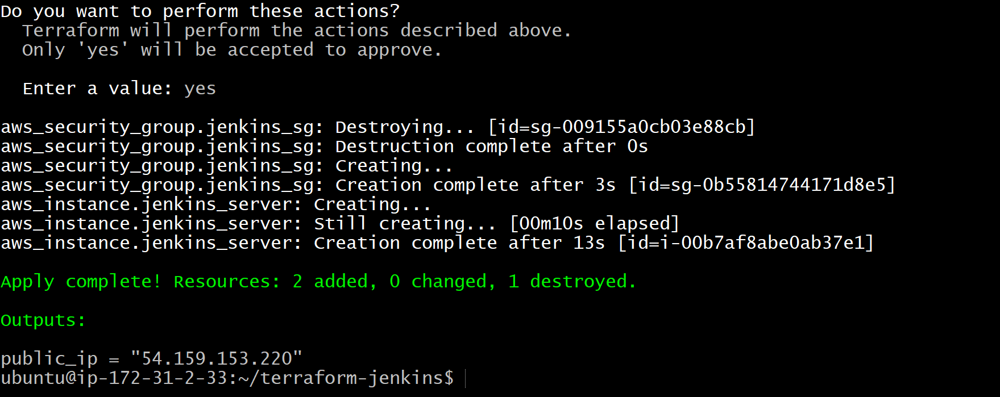 Do you want to perform these actions?
  Terraform will perform the actions described above.
  Only 'yes' will be accepted to approve.

  Enter a value: yes

aws_security_group.jenkins_sg: Destroying... [id=sg-009155a0cb03e88cb]
aws_security_group.jenkins_sg: Destruction complete after 0s
aws_security_group.jenkins_sg: Creating...
aws_security_group.jenkins_sg: Creation complete after 3s [id=sg-0b55814744171d8e5]
aws_instance.jenkins_server: Creating...
aws_instance.jenkins_server: Still creating... [00m10s elapsed]
aws_instance.jenkins_server: Creation complete after 13s [id=i-00b7af8abe0ab37e1]

Apply complete! Resources: 2 added, 0 changed, 1 destroyed.

Outputs:

public_ip = "54.159.153.220"
ubuntu@ip-172-31-2-33:~/terraform-jenkins$